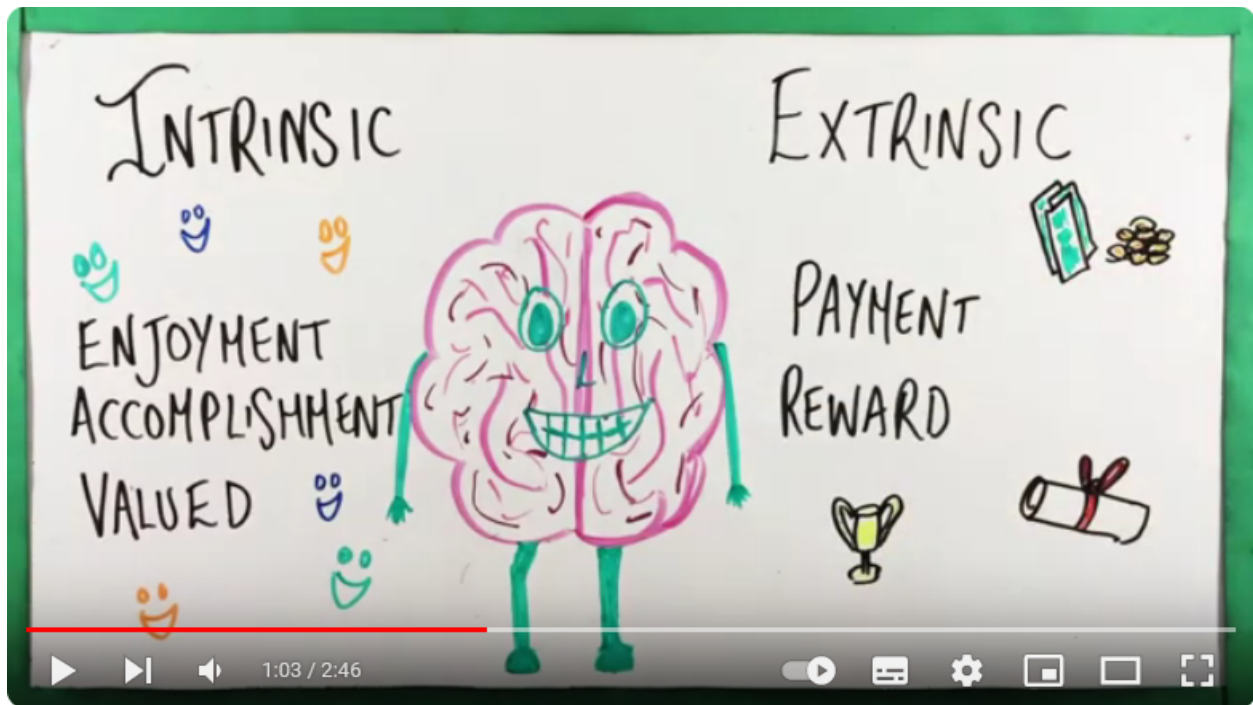 INTRINSIC
EXTRINSIC
ENJOYMENT
ACCOMPLISHMENT
VALUED
PAYMENT
REWARD
1:03 / 2:46